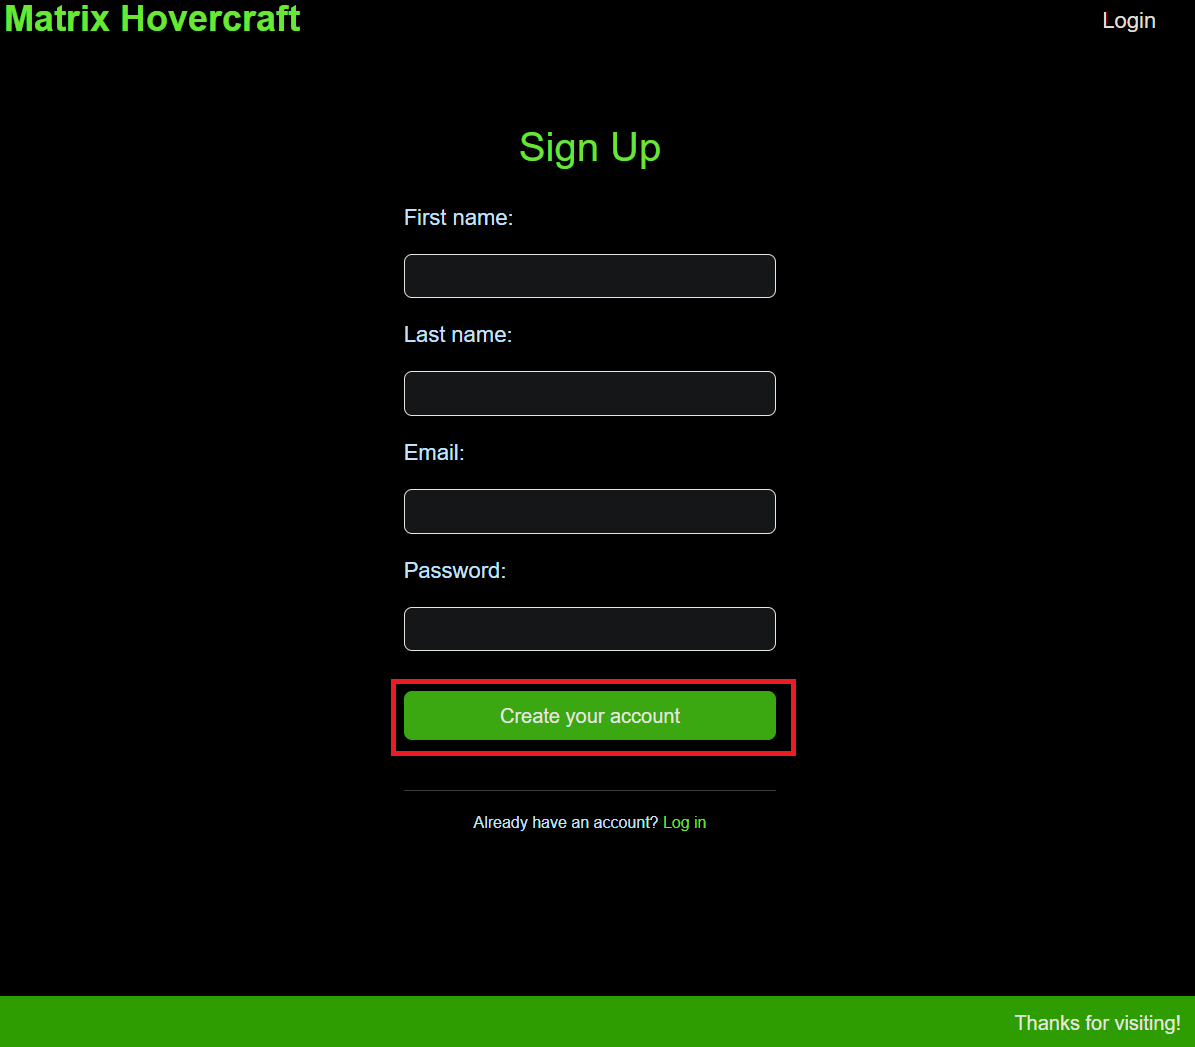 Matrix Hovercraft
Login
Sign Up
First name:
Last name:
Email:
Password:
Create your account
Already have an account? Log in
Thanks for visiting!